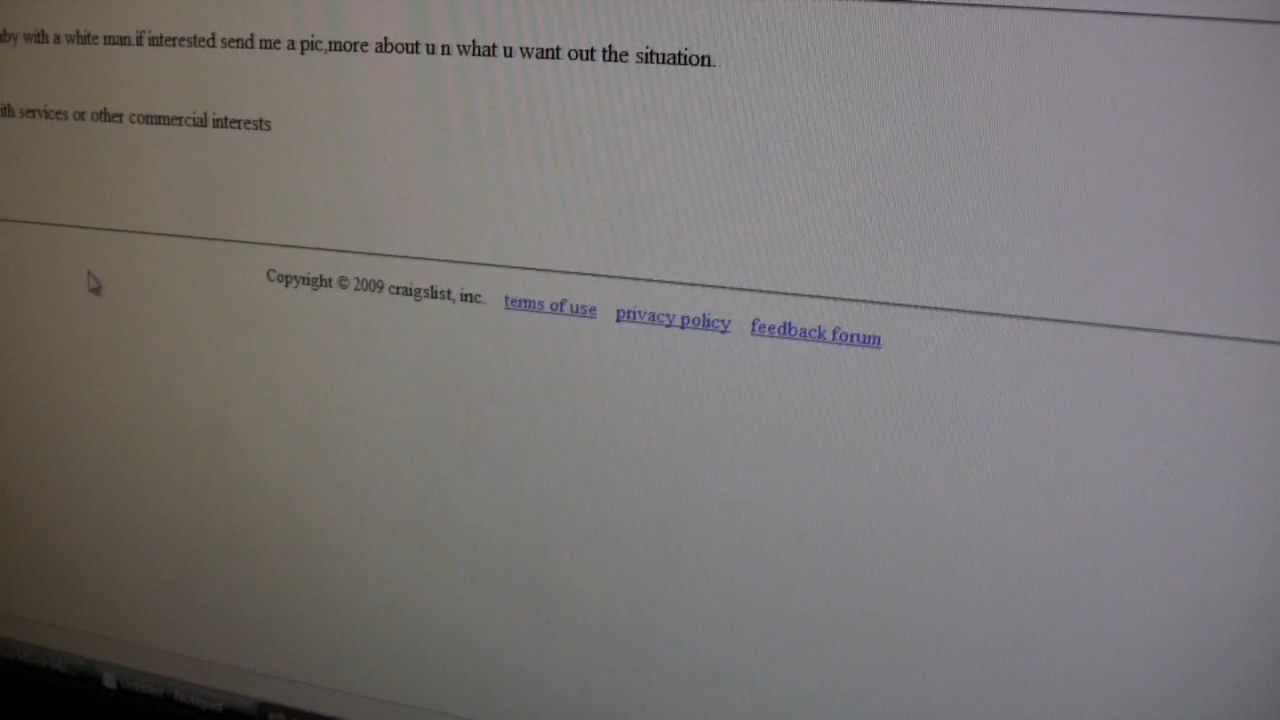 with a white man.if interested send me a pic,more about u n what u want out the situation.
services or other commercial interests
Copyright © 2009 craigslist, inc. terms of use privacy policy feedback forum